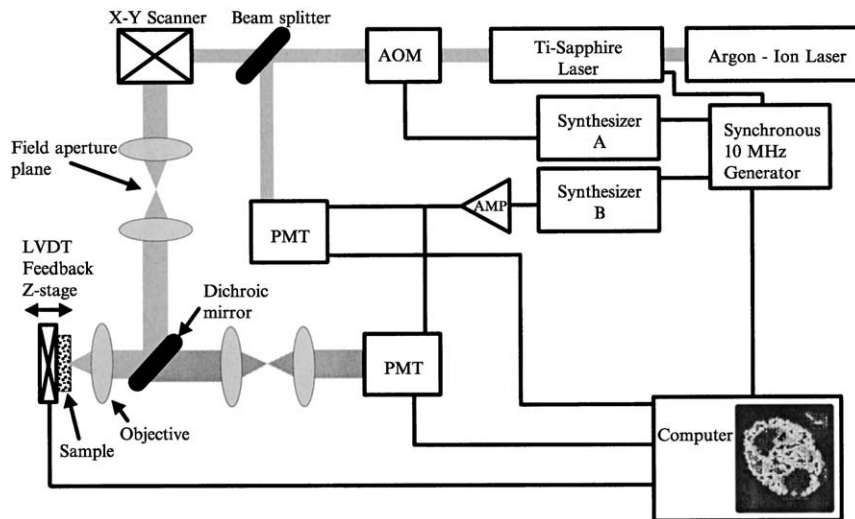 X-Y Scanner
Beam splitter
AOM
Ti-Sapphire
Laser
Argon - Ion Laser
Synthesizer
A
Synchronous
10 MHz
Generator
Field aperture
plane
Synthesizer
B
AMP
PMT
LVDT
Feedback
Z-stage
Dichroic
mirror
PMT
Objective
Sample
Computer